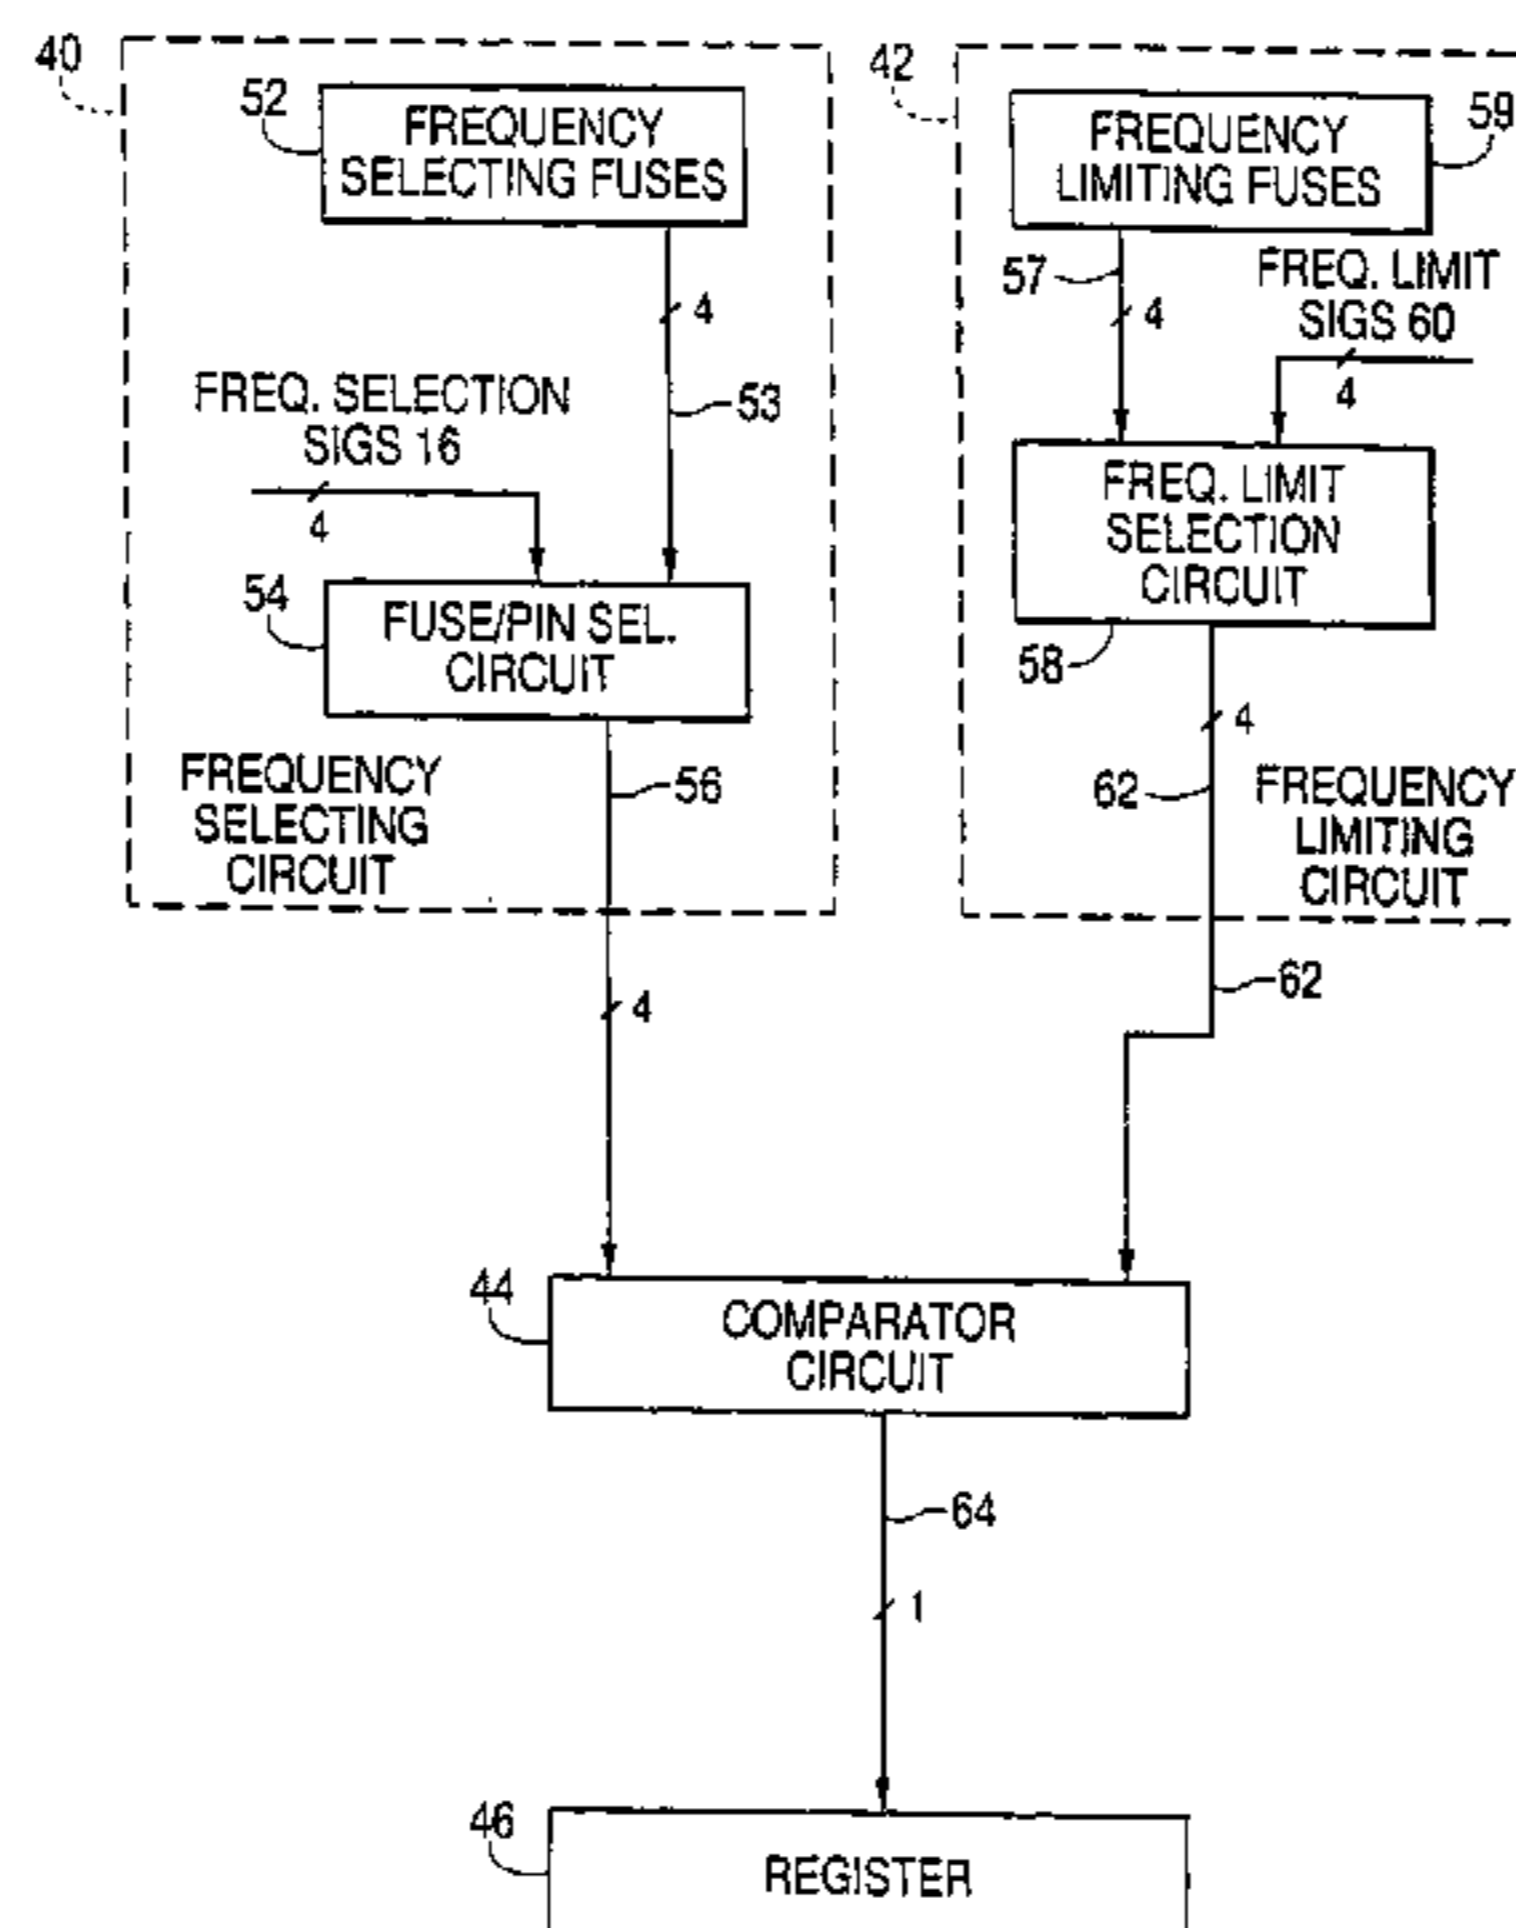 40
52
FREQUENCY
SELECTING FUSES
4
53
FREQ. SELECTION
SIGS 16
4
54
FUSE/PIN SEL.
CIRCUIT
FREQUENCY
SELECTING
CIRCUIT
56
4
42
FREQUENCY
LIMITING FUSES
59
57
4
FREQ. LIMIT
SIGS 60
4
FREQ. LIMIT
SELECTION
CIRCUIT
58
4
62
FREQUENCY
LIMITING
CIRCUIT
62
44
COMPARATOR
CIRCUIT
64
1
46
REGISTER